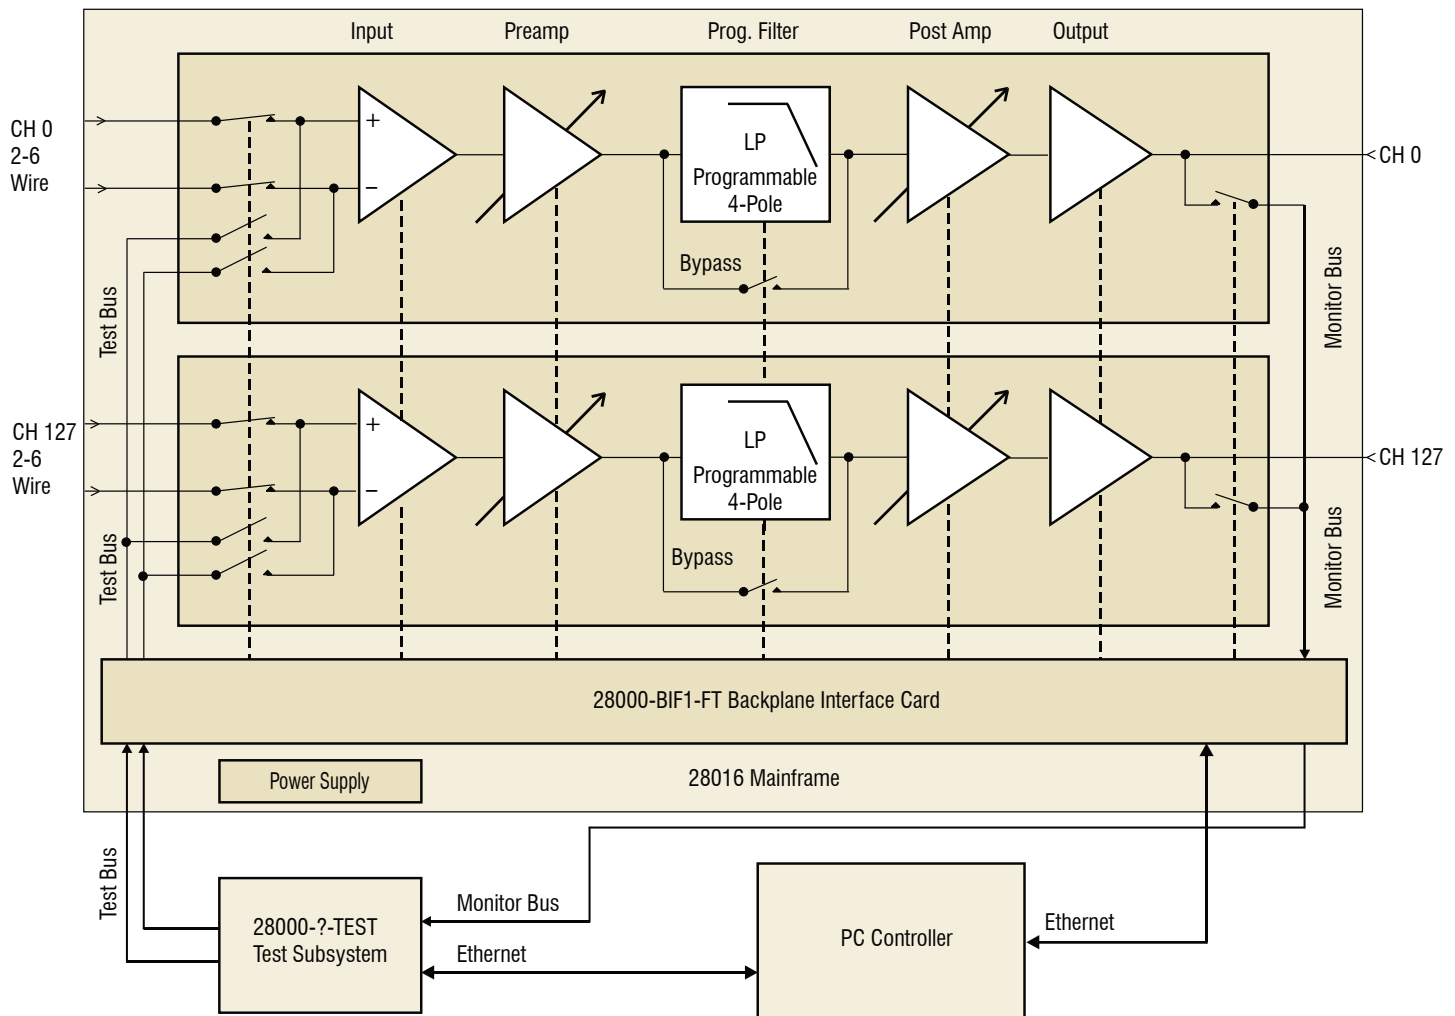 Input
Preamp
Prog. Filter
Post Amp
Output
CH 0
2-6
Wire
+
−
LP
Programmable
4-Pole
Bypass
CH 0
Test Bus
Monitor Bus
CH 127
2-6
Wire
+
−
LP
Programmable
4-Pole
Bypass
CH 127
Test Bus
Monitor Bus
28000-BIF1-FT Backplane Interface Card
Power Supply
28016 Mainframe
Test Bus
28000-?-TEST
Test Subsystem
Monitor Bus
Ethernet
PC Controller
Ethernet